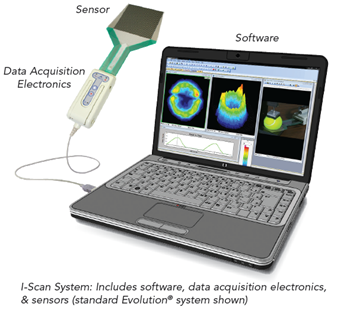 Sensor
Software
Data Acquisition
Electronics
I-Scan System: Includes software, data acquisition electronics,
& sensors (standard Evolution® system shown)